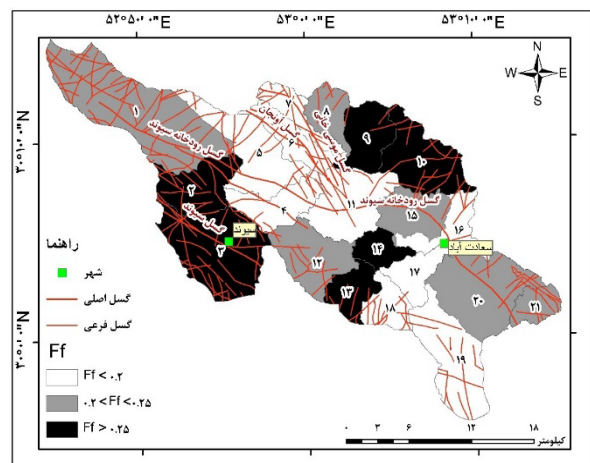 ۵۲°۵۰'۰"E ۵۳°۰'۰"E ۵۳°۱۰'۰"E
N
W E
S
۳۰°۱۰'۰"N
۳۰°۰'۰"N
۱
گسل رودخانه سیوند
۲
گسل سیوند
۳
سیوند
۴
۵
۶
گسل اوبنجان
۷
۸
۹
۱۰
۱۱
گسل رودخانه سیوند
۱۵
۱۶
سعادت آباد
۱۲
۱۳
۱۴
۱۷
۱۸
۱۹
۲۰
۲۱
راهنما
شهر
گسل اصلی
گسل فرعی
Ff
Ff < ۰.۲
۰.۲ < Ff < ۰.۲۵
Ff > ۰.۲۵
۰ ۳ ۶ ۱۲ ۱۸
کیلومتر